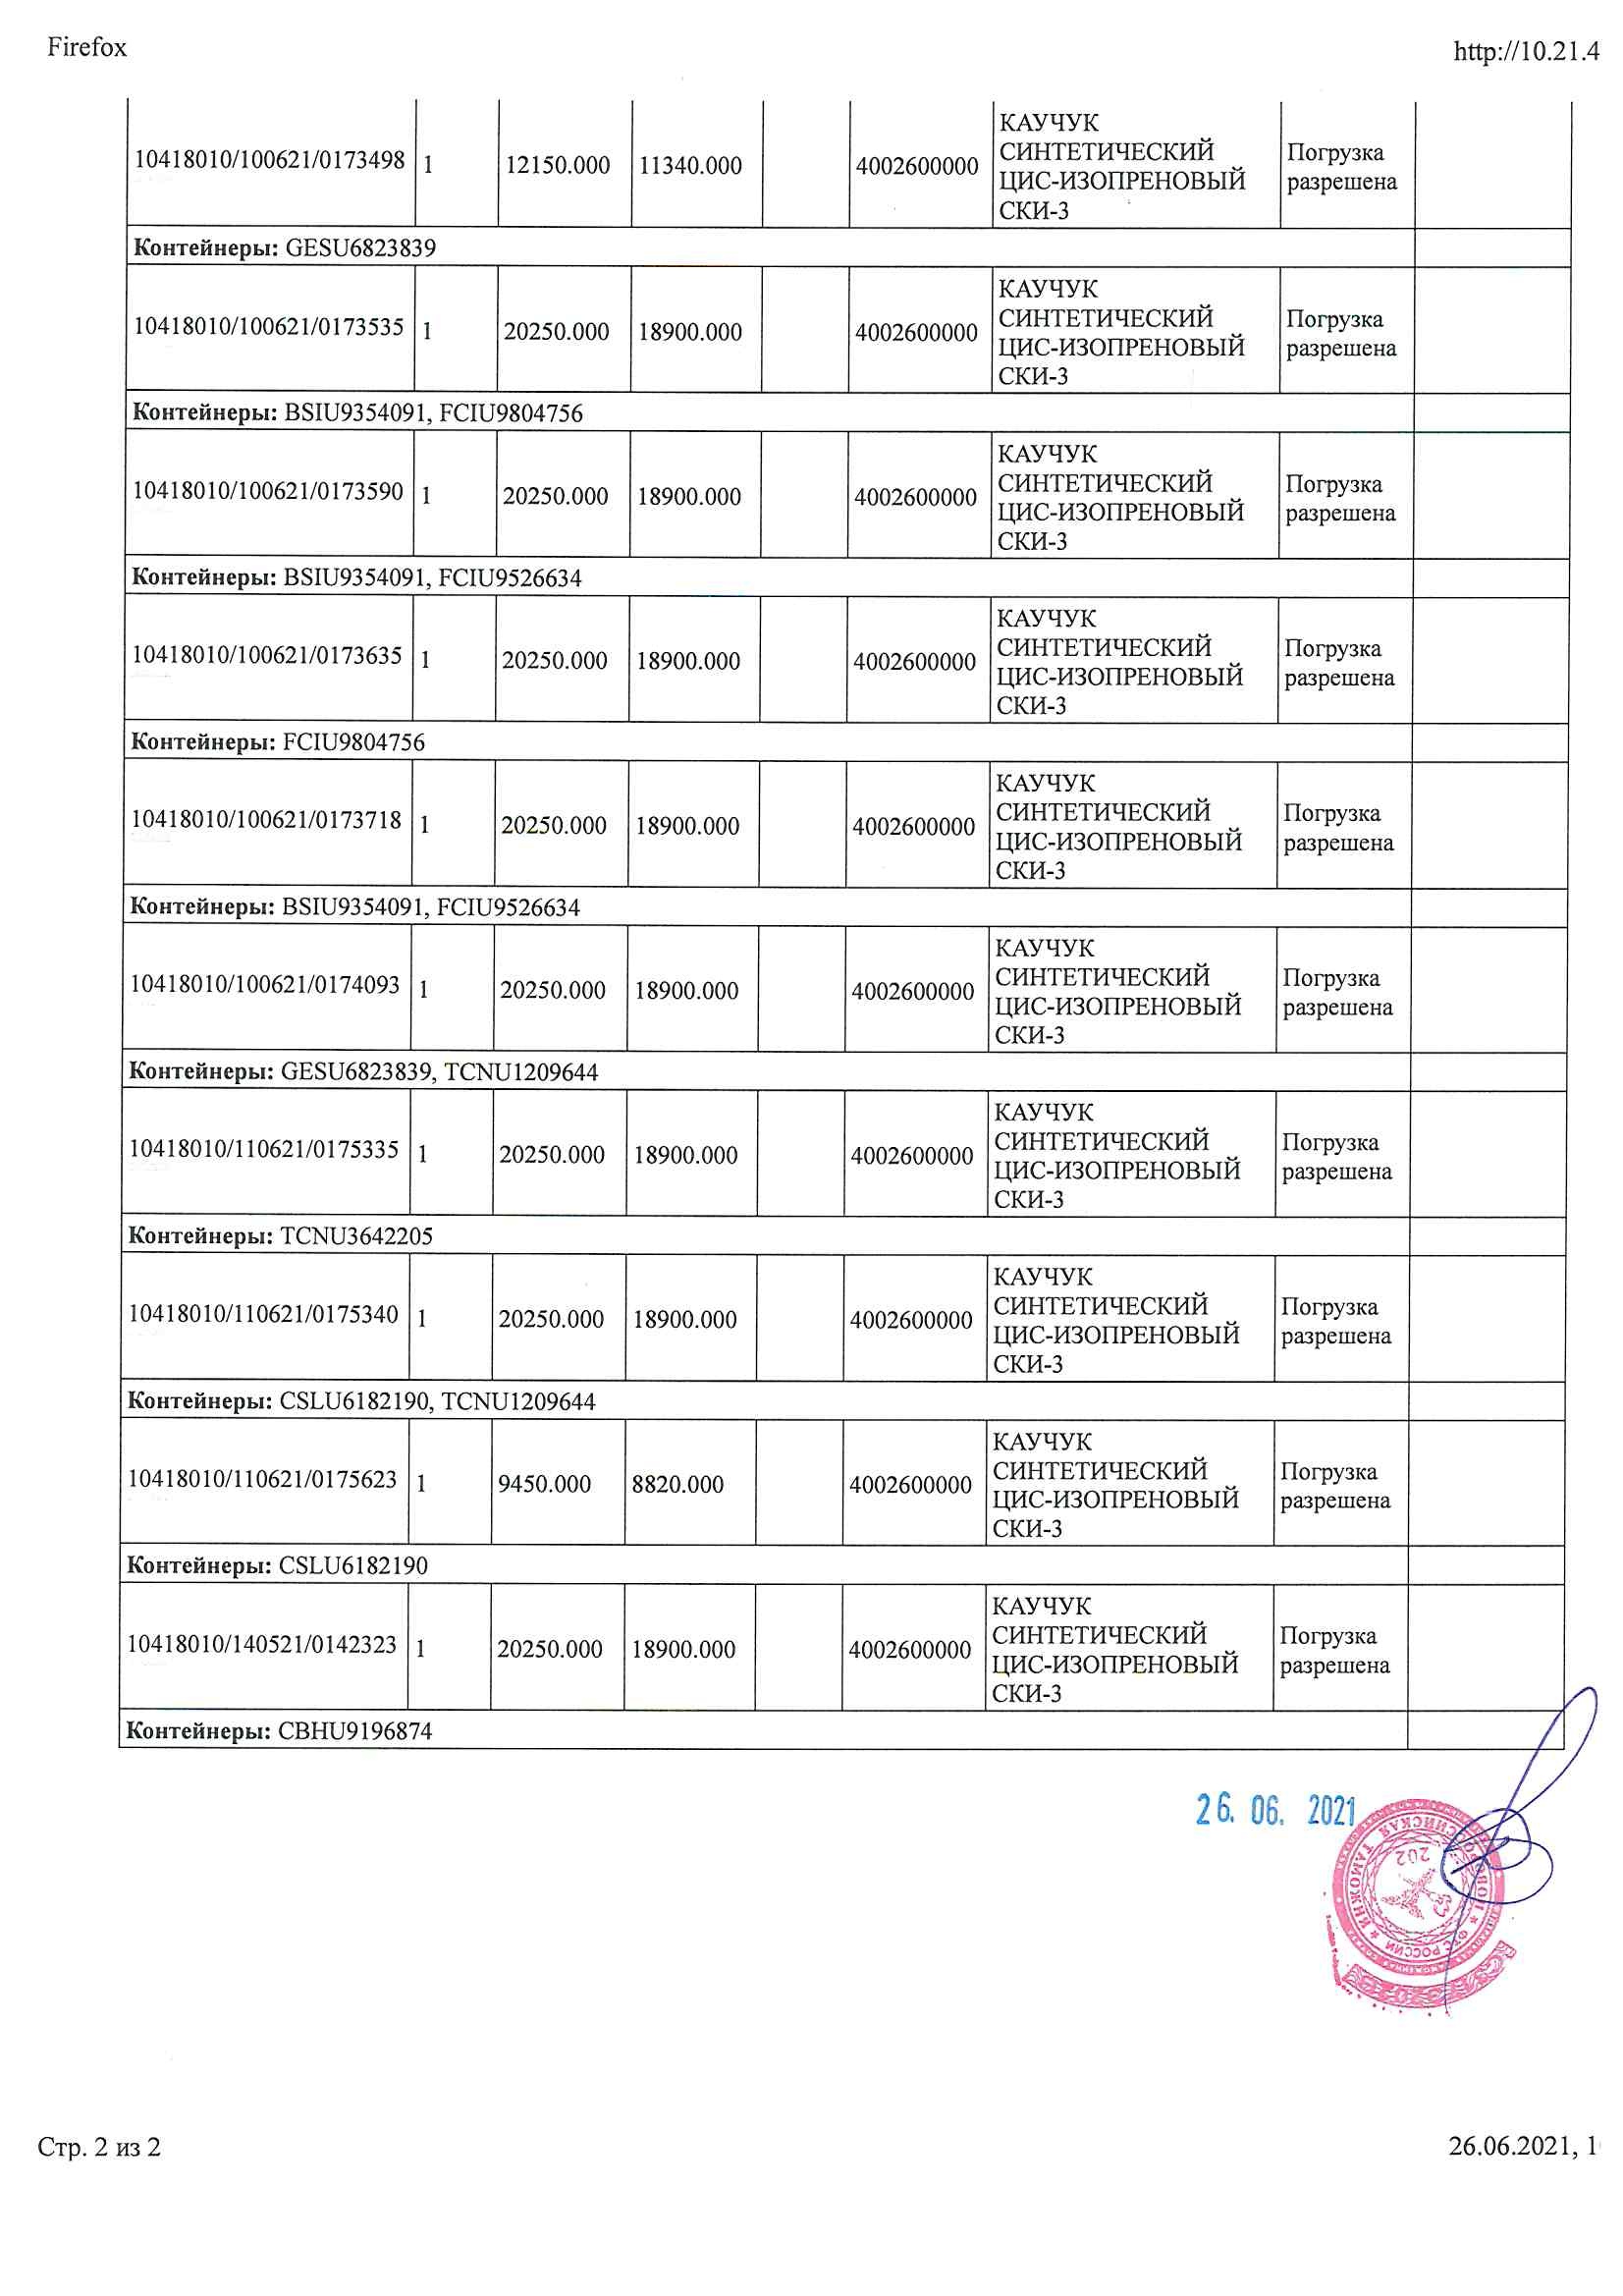 Firefox
http://10.21.4
10418010/100621/0173498 1 12150.000 11340.000 4002600000 КАУЧУК СИНТЕТИЧЕСКИЙ ЦИС-ИЗОПРЕНОВЫЙ СКИ-3 Погрузка разрешена
Контейнеры: GESU6823839
10418010/100621/0173535 1 20250.000 18900.000 4002600000 КАУЧУК СИНТЕТИЧЕСКИЙ ЦИС-ИЗОПРЕНОВЫЙ СКИ-3 Погрузка разрешена
Контейнеры: BSIU9354091, FCIU9804756
10418010/100621/0173590 1 20250.000 18900.000 4002600000 КАУЧУК СИНТЕТИЧЕСКИЙ ЦИС-ИЗОПРЕНОВЫЙ СКИ-3 Погрузка разрешена
Контейнеры: BSIU9354091, FCIU9526634
10418010/100621/0173635 1 20250.000 18900.000 4002600000 КАУЧУК СИНТЕТИЧЕСКИЙ ЦИС-ИЗОПРЕНОВЫЙ СКИ-3 Погрузка разрешена
Контейнеры: FCIU9804756
10418010/100621/0173718 1 20250.000 18900.000 4002600000 КАУЧУК СИНТЕТИЧЕСКИЙ ЦИС-ИЗОПРЕНОВЫЙ СКИ-3 Погрузка разрешена
Контейнеры: BSIU9354091, FCIU9526634
10418010/100621/0174093 1 20250.000 18900.000 4002600000 КАУЧУК СИНТЕТИЧЕСКИЙ ЦИС-ИЗОПРЕНОВЫЙ СКИ-3 Погрузка разрешена
Контейнеры: GESU6823839, TCNU1209644
10418010/110621/0175335 1 20250.000 18900.000 4002600000 КАУЧУК СИНТЕТИЧЕСКИЙ ЦИС-ИЗОПРЕНОВЫЙ СКИ-3 Погрузка разрешена
Контейнеры: TCNU3642205
10418010/110621/0175340 1 20250.000 18900.000 4002600000 КАУЧУК СИНТЕТИЧЕСКИЙ ЦИС-ИЗОПРЕНОВЫЙ СКИ-3 Погрузка разрешена
Контейнеры: CSLU6182190, TCNU1209644
10418010/110621/0175623 1 9450.000 8820.000 4002600000 КАУЧУК СИНТЕТИЧЕСКИЙ ЦИС-ИЗОПРЕНОВЫЙ СКИ-3 Погрузка разрешена
Контейнеры: CSLU6182190
10418010/140521/0142323 1 20250.000 18900.000 4002600000 КАУЧУК СИНТЕТИЧЕСКИЙ ЦИС-ИЗОПРЕНОВЫЙ СКИ-3 Погрузка разрешена
Контейнеры: CBHU9196874
26. 06. 2021
ФТС РОССИИ
Стр. 2 из 2
26.06.2021, 1